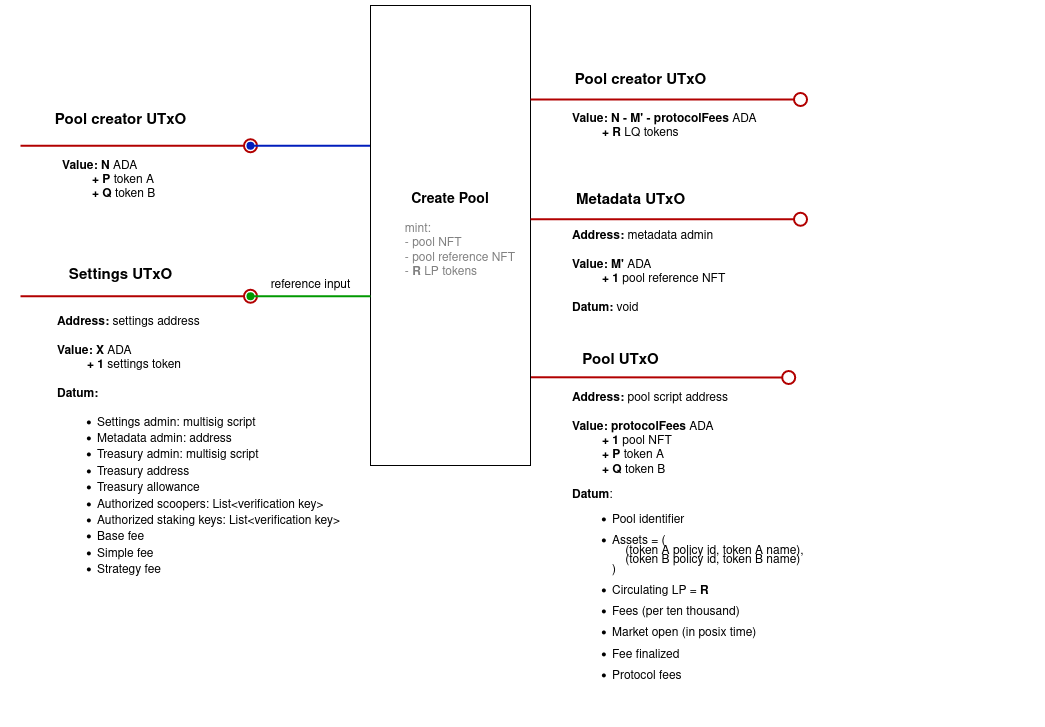 Pool creator UTxO
Value: N ADA
+ P token A
+ Q token B
Settings UTxO
reference input
Address: settings address
Value: X ADA
+ 1 settings token
Datum:
• Settings admin: multisig script
• Metadata admin: address
• Treasury admin: multisig script
• Treasury address
• Treasury allowance
• Authorized scoopers: List<verification key>
• Authorized staking keys: List<verification key>
• Base fee
• Simple fee
• Strategy fee
Create Pool
mint:
- pool NFT
- pool reference NFT
- R LP tokens
Pool creator UTxO
Value: N - M' - protocolFees ADA
+ R LQ tokens
Metadata UTxO
Address: metadata admin
Value: M' ADA
+ 1 pool reference NFT
Datum: void
Pool UTxO
Address: pool script address
Value: protocolFees ADA
+ 1 pool NFT
+ P token A
+ Q token B
Datum:
• Pool identifier
• Assets = (
(token A policy id, token A name),
(token B policy id, token B name)
)
• Circulating LP = R
• Fees (per ten thousand)
• Market open (in posix time)
• Fee finalized
• Protocol fees